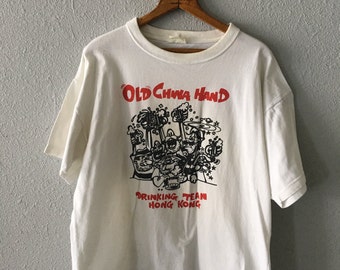 OLD CHINA HAND
DRINKING TEAM
HONG KONG